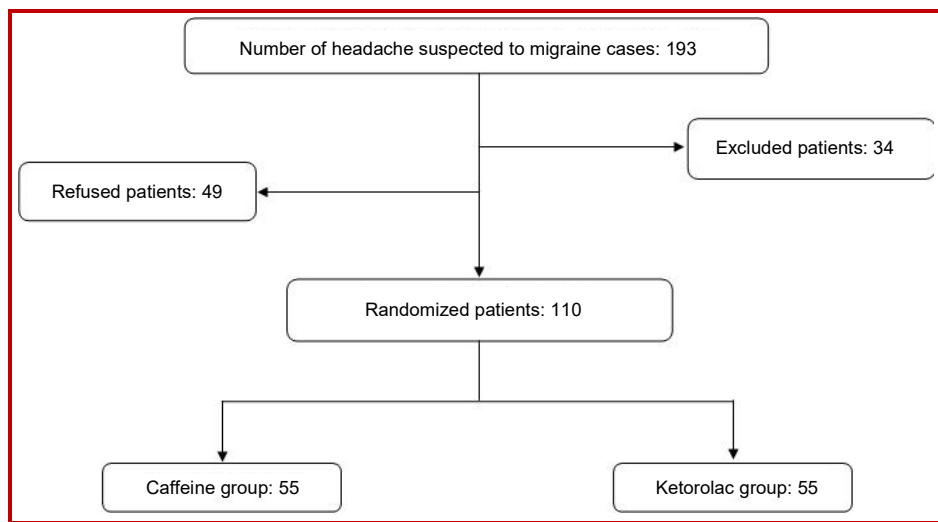 Number of headache suspected to migraine cases: 193
Excluded patients: 34
Refused patients: 49
Randomized patients: 110
Caffeine group: 55
Ketorolac group: 55